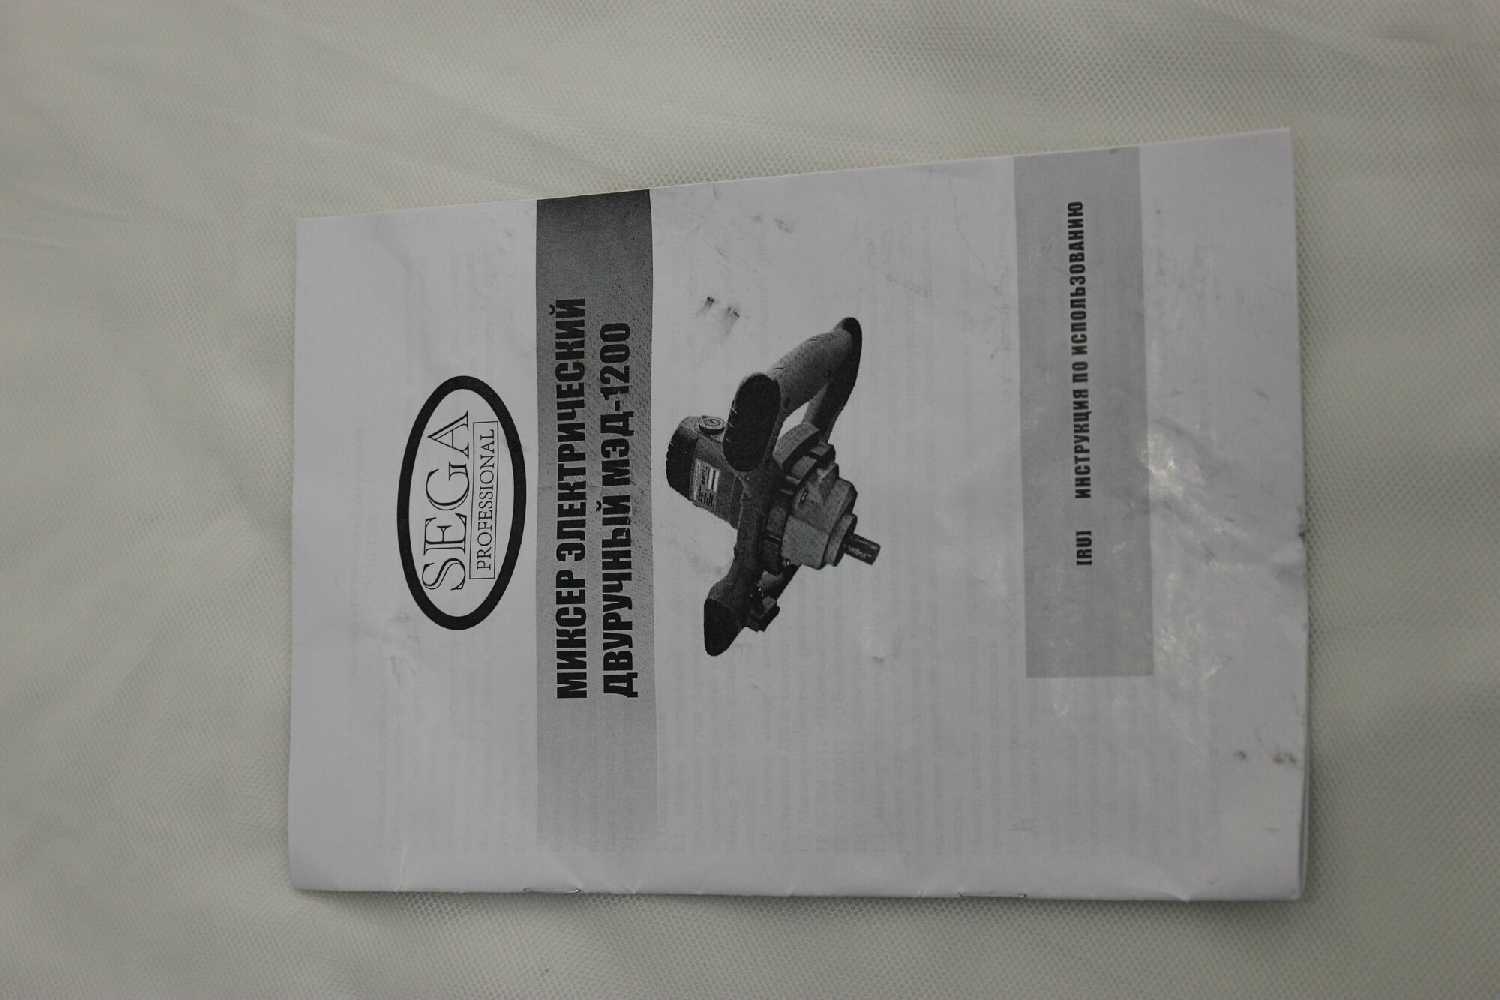 SEGA
PROFESSIONAL
МИКСЕР ЭЛЕКТРИЧЕСКИЙ
ДВУРУЧНЫЙ МЭД-1200
[RU] ИНСТРУКЦИЯ ПО ИСПОЛЬЗОВАНИЮ